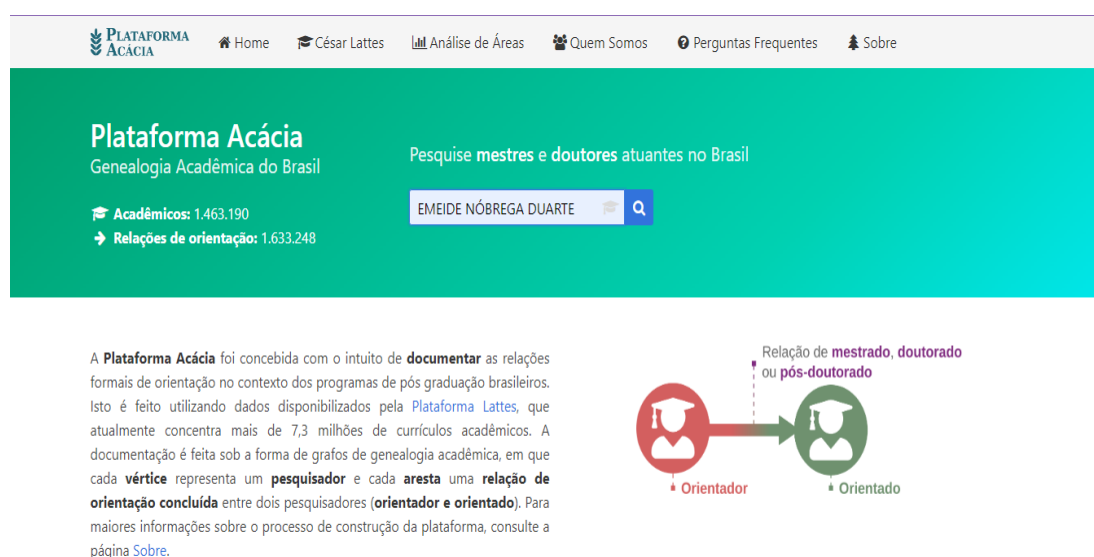 PLATAFORMA
ACÁCIA
Home
César Lattes
Análise de Áreas
Quem Somos
Perguntas Frequentes
Sobre
Plataforma Acácia
Genealogia Acadêmica do Brasil
Acadêmicos: 1.463.190
Relações de orientação: 1.633.248
Pesquise mestres e doutores atuantes no Brasil
EMEIDE NÓBREGA DUARTE
A Plataforma Acácia foi concebida com o intuito de documentar as relações
formais de orientação no contexto dos programas de pós graduação brasileiros.
Isto é feito utilizando dados disponibilizados pela Plataforma Lattes, que
atualmente concentra mais de 7,3 milhões de currículos acadêmicos. A
documentação é feita sob a forma de grafos de genealogia acadêmica, em que
cada vértice representa um pesquisador e cada aresta uma relação de
orientação concluída entre dois pesquisadores (orientador e orientado). Para
maiores informações sobre o processo de construção da plataforma, consulte a
página Sobre.
Relação de mestrado, doutorado
ou pós-doutorado
Orientador
Orientado